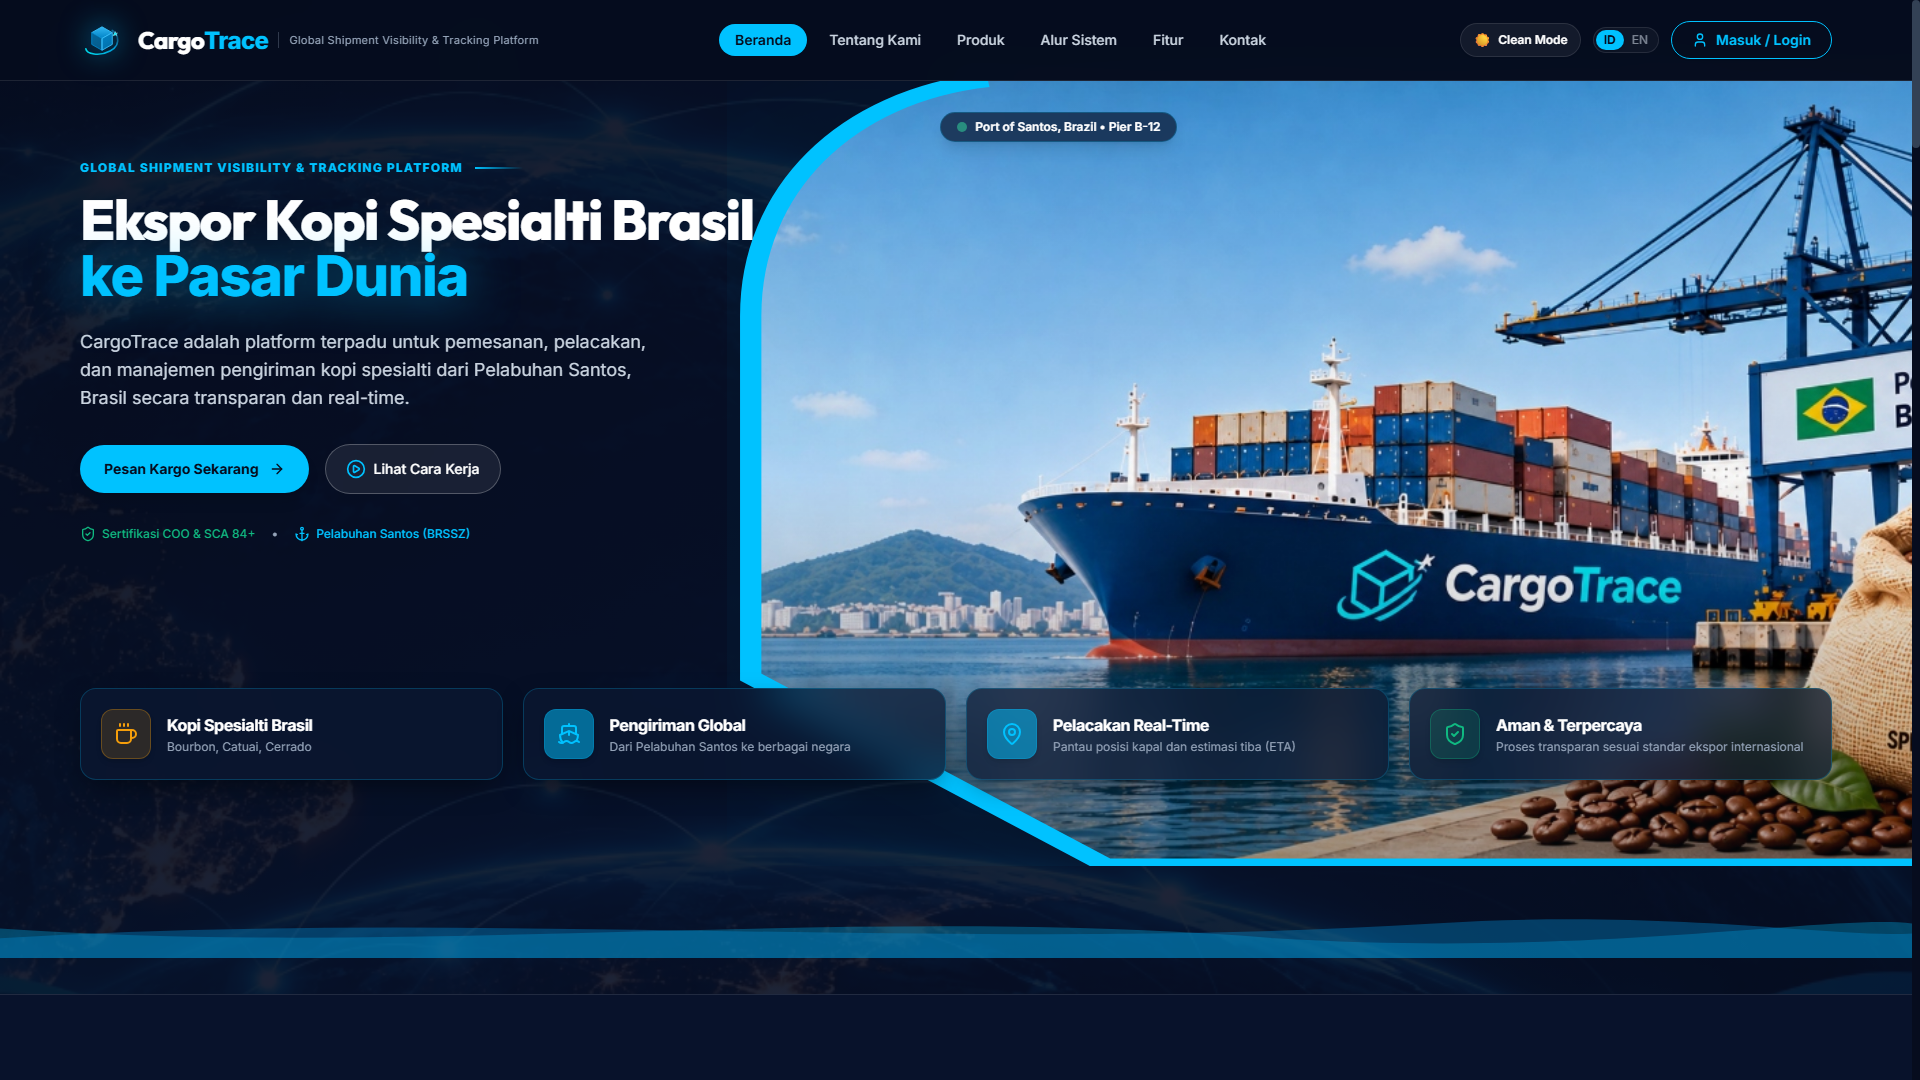 CargoTrace
Global Shipment Visibility & Tracking Platform
Beranda
Tentang Kami
Produk
Alur Sistem
Fitur
Kontak
Clean Mode
ID
EN
Masuk / Login
Port of Santos, Brazil • Pier B-12
GLOBAL SHIPMENT VISIBILITY & TRACKING PLATFORM
Ekspor Kopi Spesialti Brasil
ke Pasar Dunia
CargoTrace adalah platform terpadu untuk pemesanan, pelacakan,
dan manajemen pengiriman kopi spesialti dari Pelabuhan Santos,
Brasil secara transparan dan real-time.
Pesan Kargo Sekarang
Lihat Cara Kerja
Sertifikasi COO & SCA 84+
•
Pelabuhan Santos (BRSSZ)
CargoTrace
Kopi Spesialti Brasil
Bourbon, Catuai, Cerrado
Pengiriman Global
Dari Pelabuhan Santos ke berbagai negara
Pelacakan Real-Time
Pantau posisi kapal dan estimasi tiba (ETA)
Aman & Terpercaya
Proses transparan sesuai standar ekspor internasional